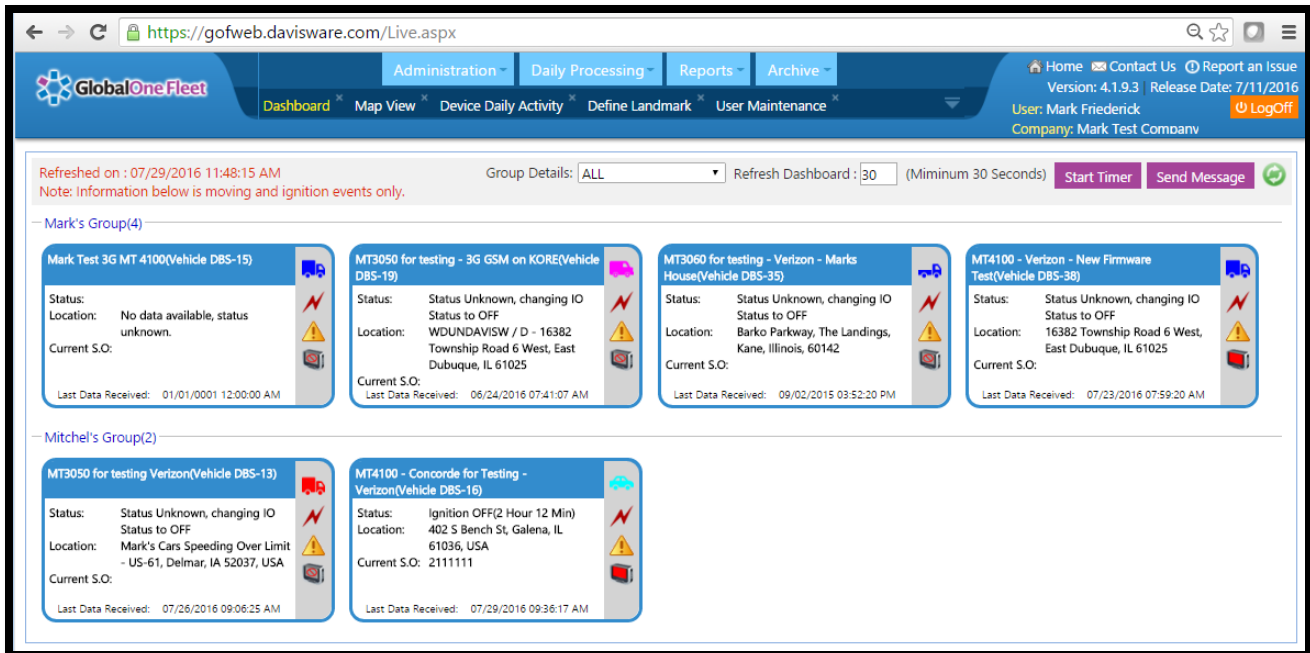 https://gofweb.davisware.com/Live.aspx
GlobalOneFleet
Administration Daily Processing Reports Archive
Dashboard Map View Device Daily Activity Define Landmark User Maintenance
Home Contact Us Report an Issue
Version: 4.1.9.3 Release Date: 7/11/2016
User: Mark Friederick LogOff
Company: Mark Test Company
Refreshed on : 07/29/2016 11:48:15 AM
Note: Information below is moving and ignition events only.
Group Details: ALL Refresh Dashboard : 30 (Miminum 30 Seconds) Start Timer Send Message
Mark's Group(4)
Mark Test 3G MT 4100(Vehicle DBS-15)
Status:
Location: No data available, status
unknown.
Current S.O:
Last Data Received: 01/01/0001 12:00:00 AM
MT3050 for testing - 3G GSM on KORE(Vehicle
DBS-19)
Status: Status Unknown, changing IO
Status to OFF
Location: WDUNDAVISW / D - 16382
Township Road 6 West, East
Dubuque, IL 61025
Current S.O:
Last Data Received: 06/24/2016 07:41:07 AM
MT3060 for testing - Verizon - Marks
House(Vehicle DBS-35)
Status: Status Unknown, changing IO
Status to OFF
Location: Barko Parkway, The Landings,
Kane, Illinois, 60142
Current S.O:
Last Data Received: 09/02/2015 03:52:20 PM
MT4100 - Verizon - New Firmware
Test(Vehicle DBS-38)
Status: Status Unknown, changing IO
Status to OFF
Location: 16382 Township Road 6 West,
East Dubuque, IL 61025
Current S.O:
Last Data Received: 07/23/2016 07:59:20 AM
Mitchel's Group(2)
MT3050 for testing Verizon(Vehicle DBS-13)
Status: Status Unknown, changing IO
Status to OFF
Location: Mark's Cars Speeding Over Limit
- US-61, Delmar, IA 52037, USA
Current S.O:
Last Data Received: 07/26/2016 09:06:25 AM
MT4100 - Concorde for Testing -
Verizon(Vehicle DBS-16)
Status: Ignition OFF(2 Hour 12 Min)
Location: 402 S Bench St, Galena, IL
61036, USA
Current S.O: 2111111
Last Data Received: 07/29/2016 09:36:17 AM